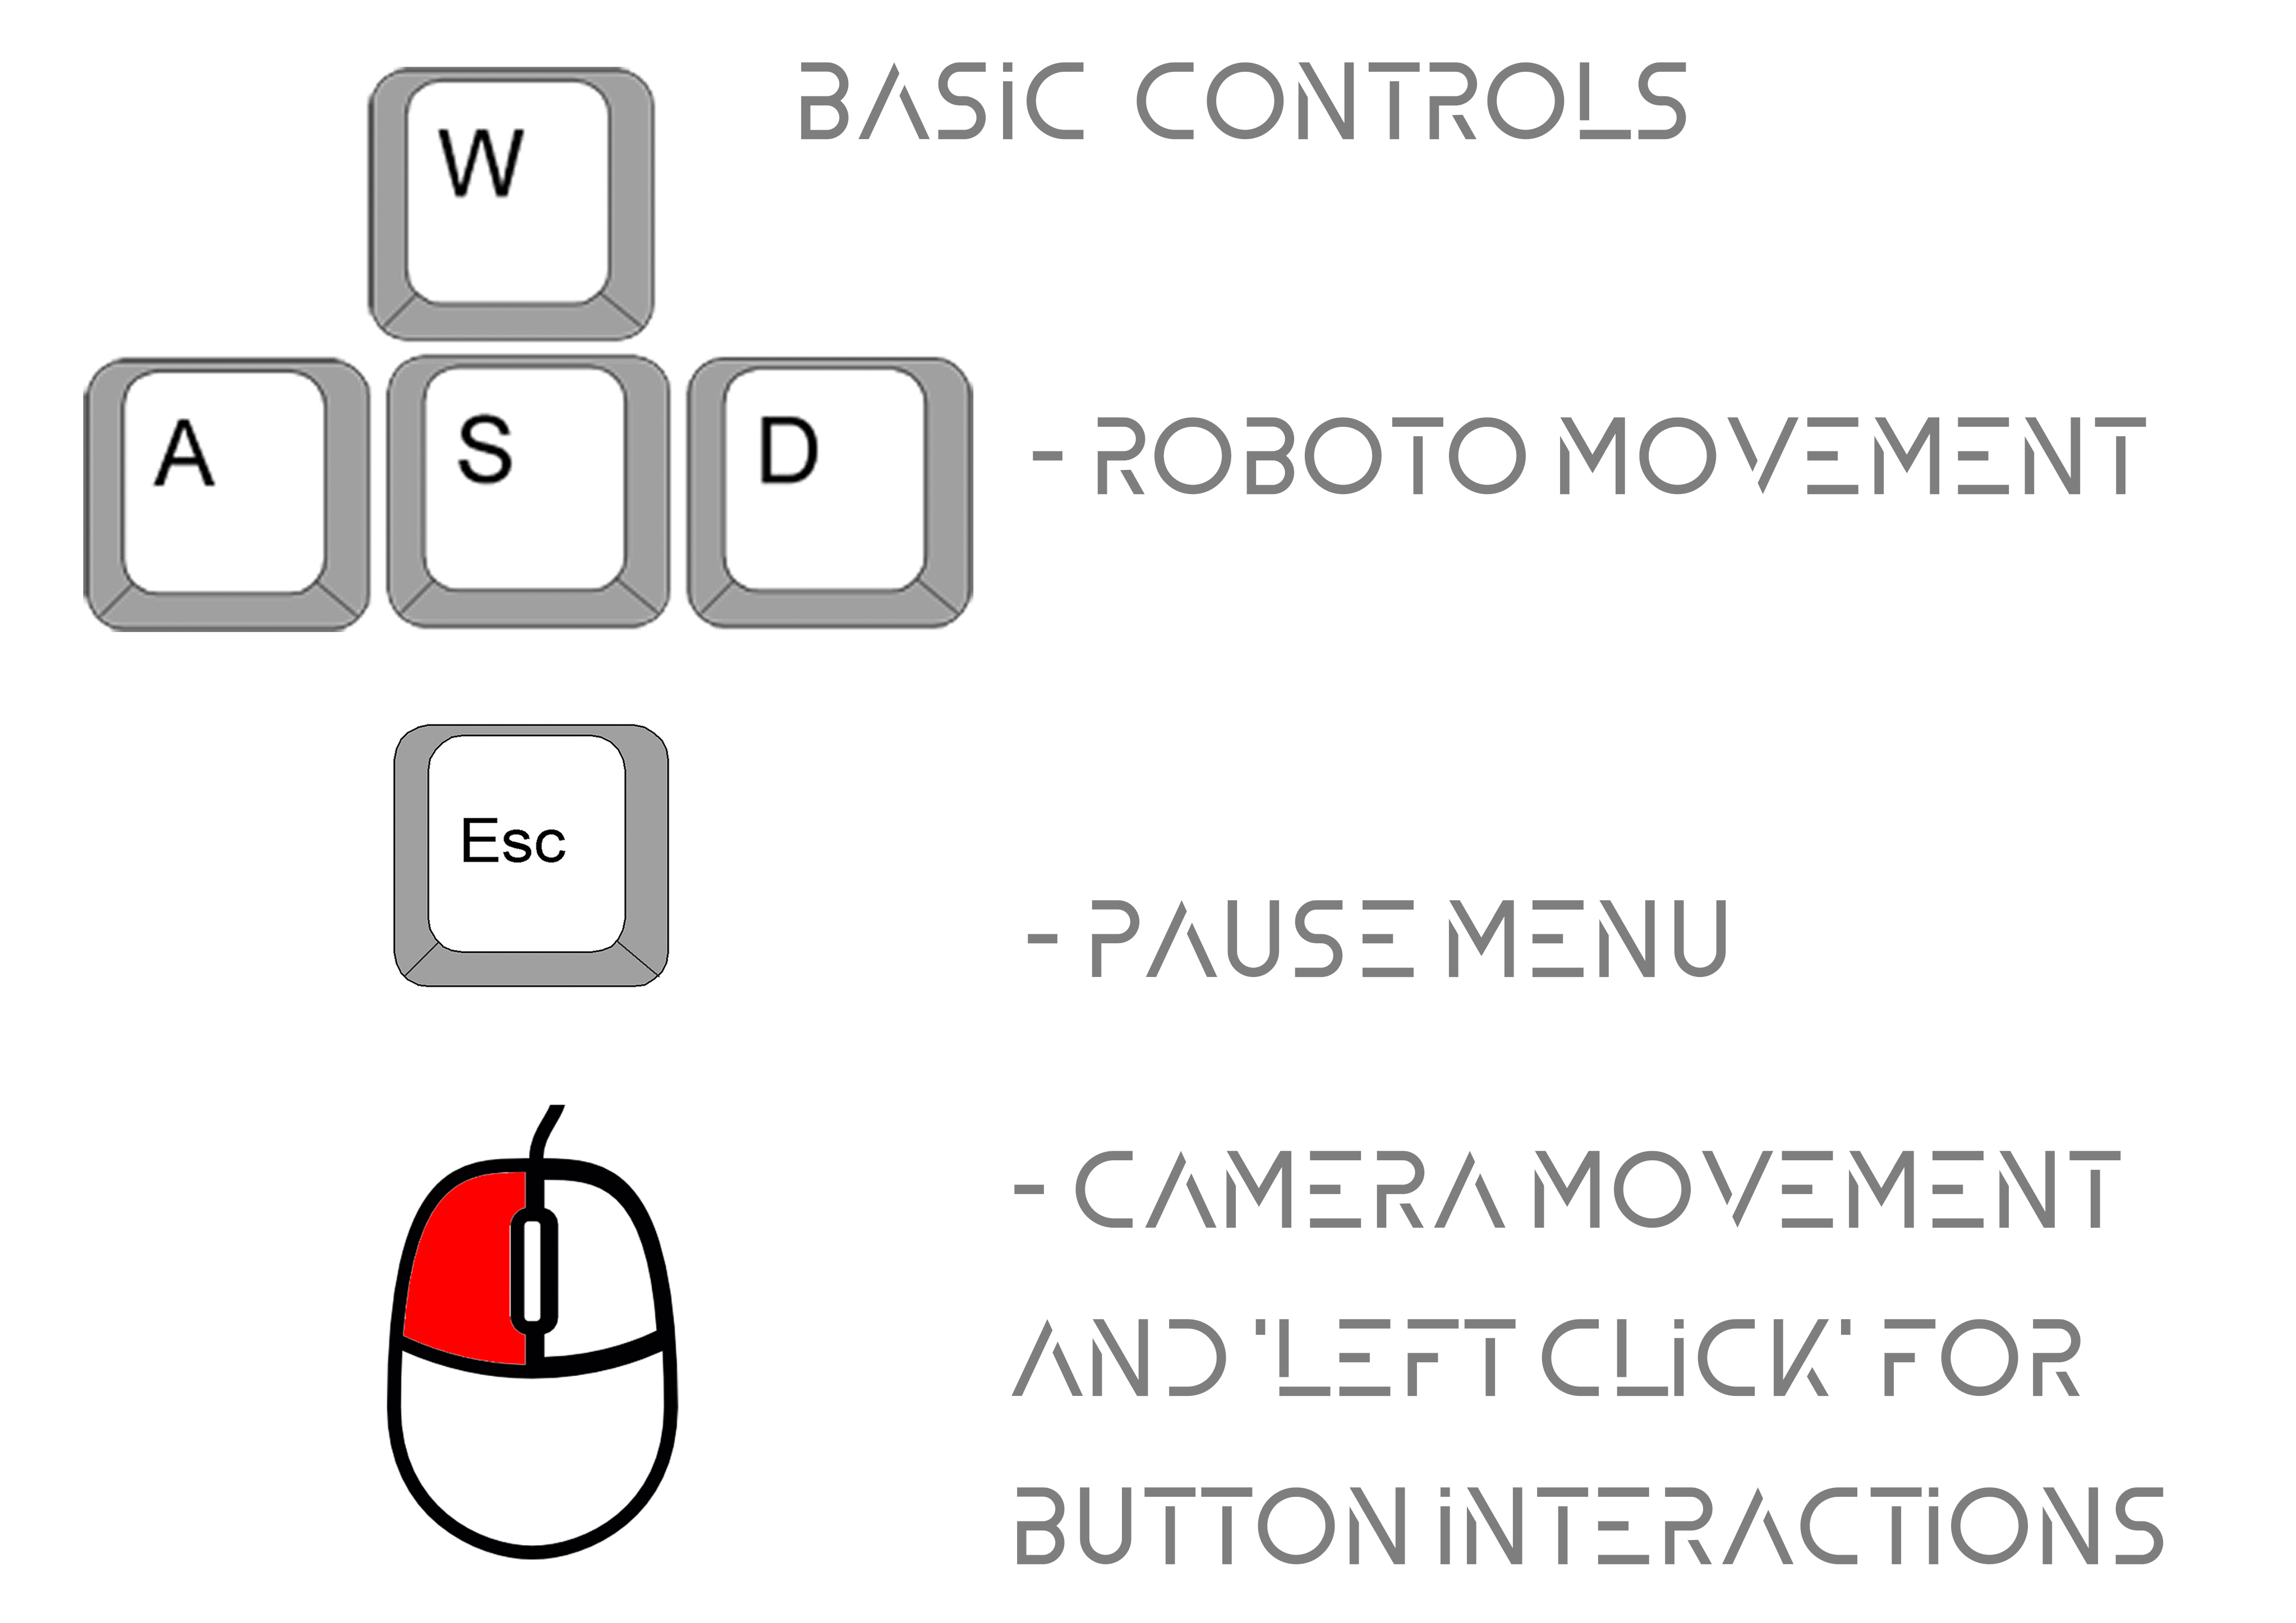 BASiC CONTROLS
W
A S D - ROBOTO MOVEMENT
Esc
- PAUSE MENU
- CAMERA MOVEMENT
AND 'LEFT CLiCK' FOR
BUTTON iNTERACTiONS